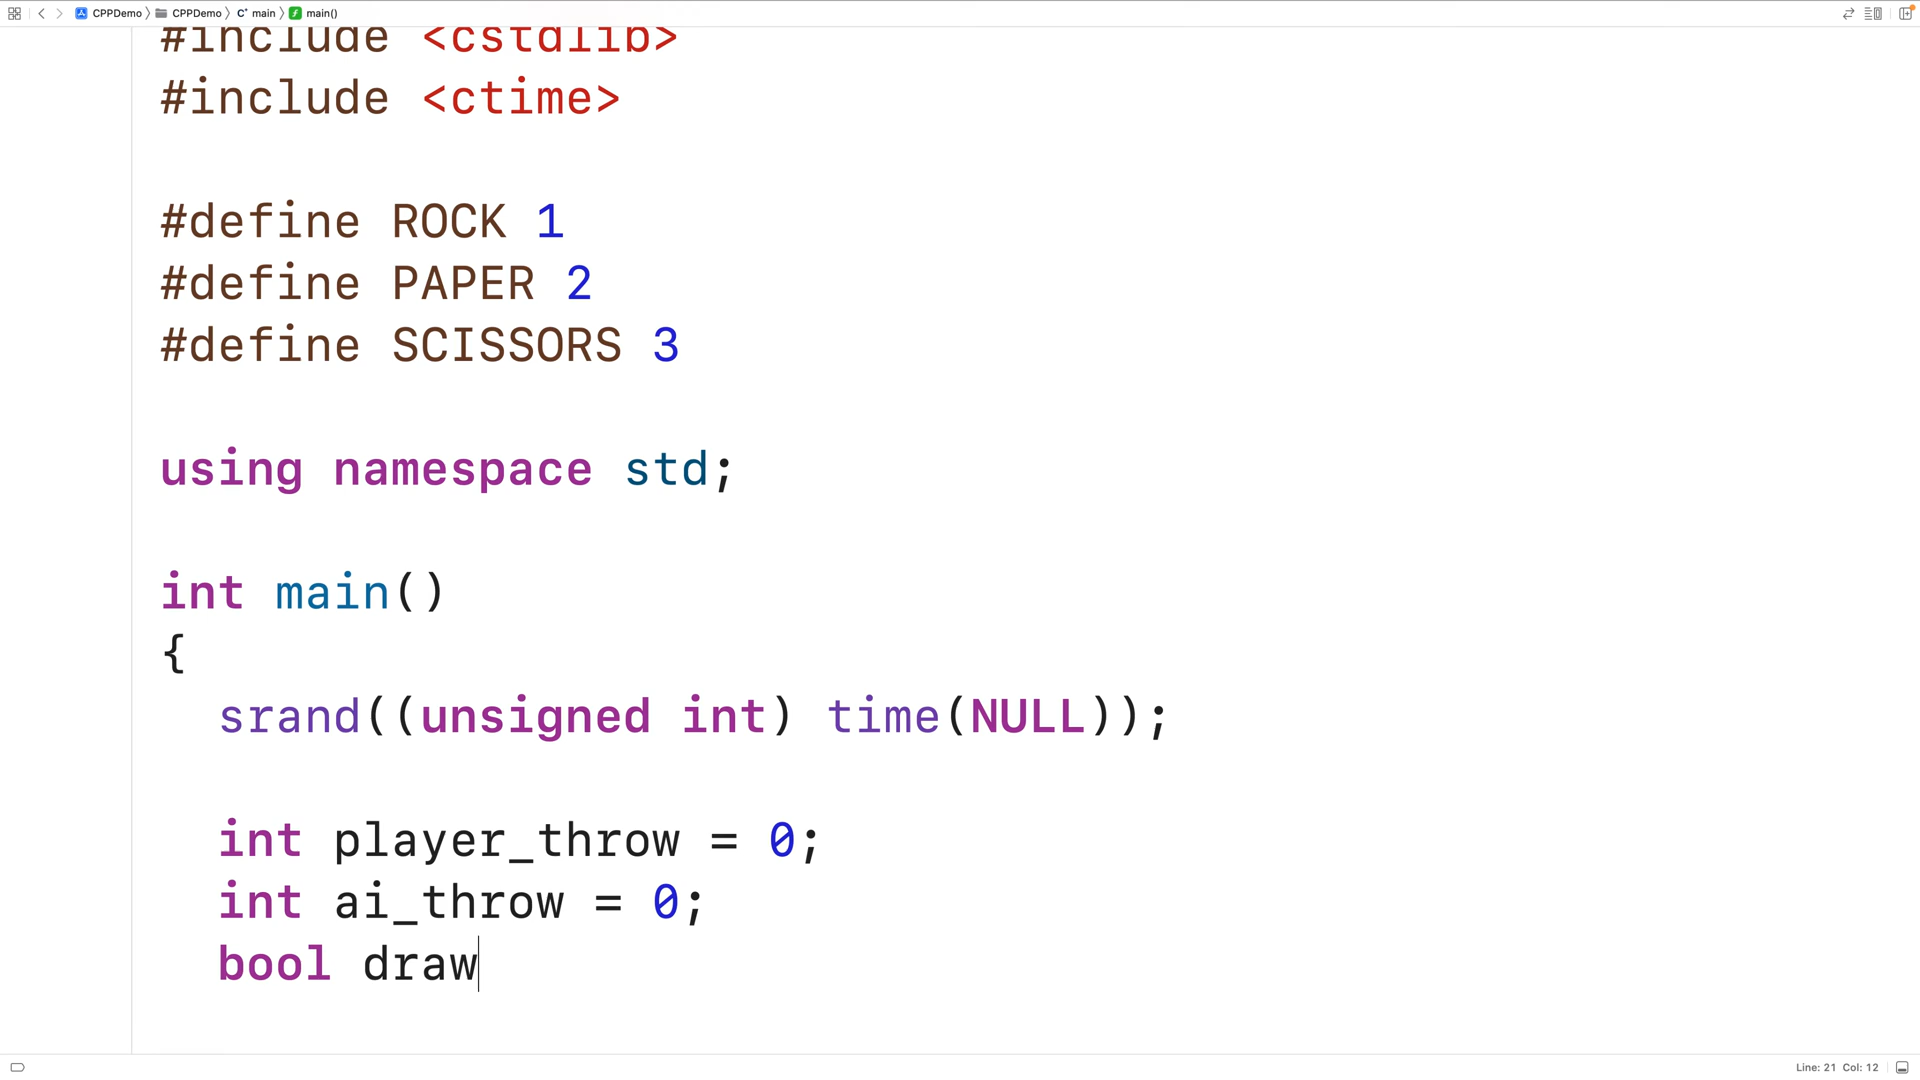 CPPDemo 〉 CPPDemo 〉 C⁺ main 〉 f main()
#include <cstdlib>
#include <ctime>
#define ROCK 1
#define PAPER 2
#define SCISSORS 3
using namespace std;
int main()
{
srand((unsigned int) time(NULL));
int player_throw = 0;
int ai_throw = 0;
bool draw
Line: 21 Col: 12